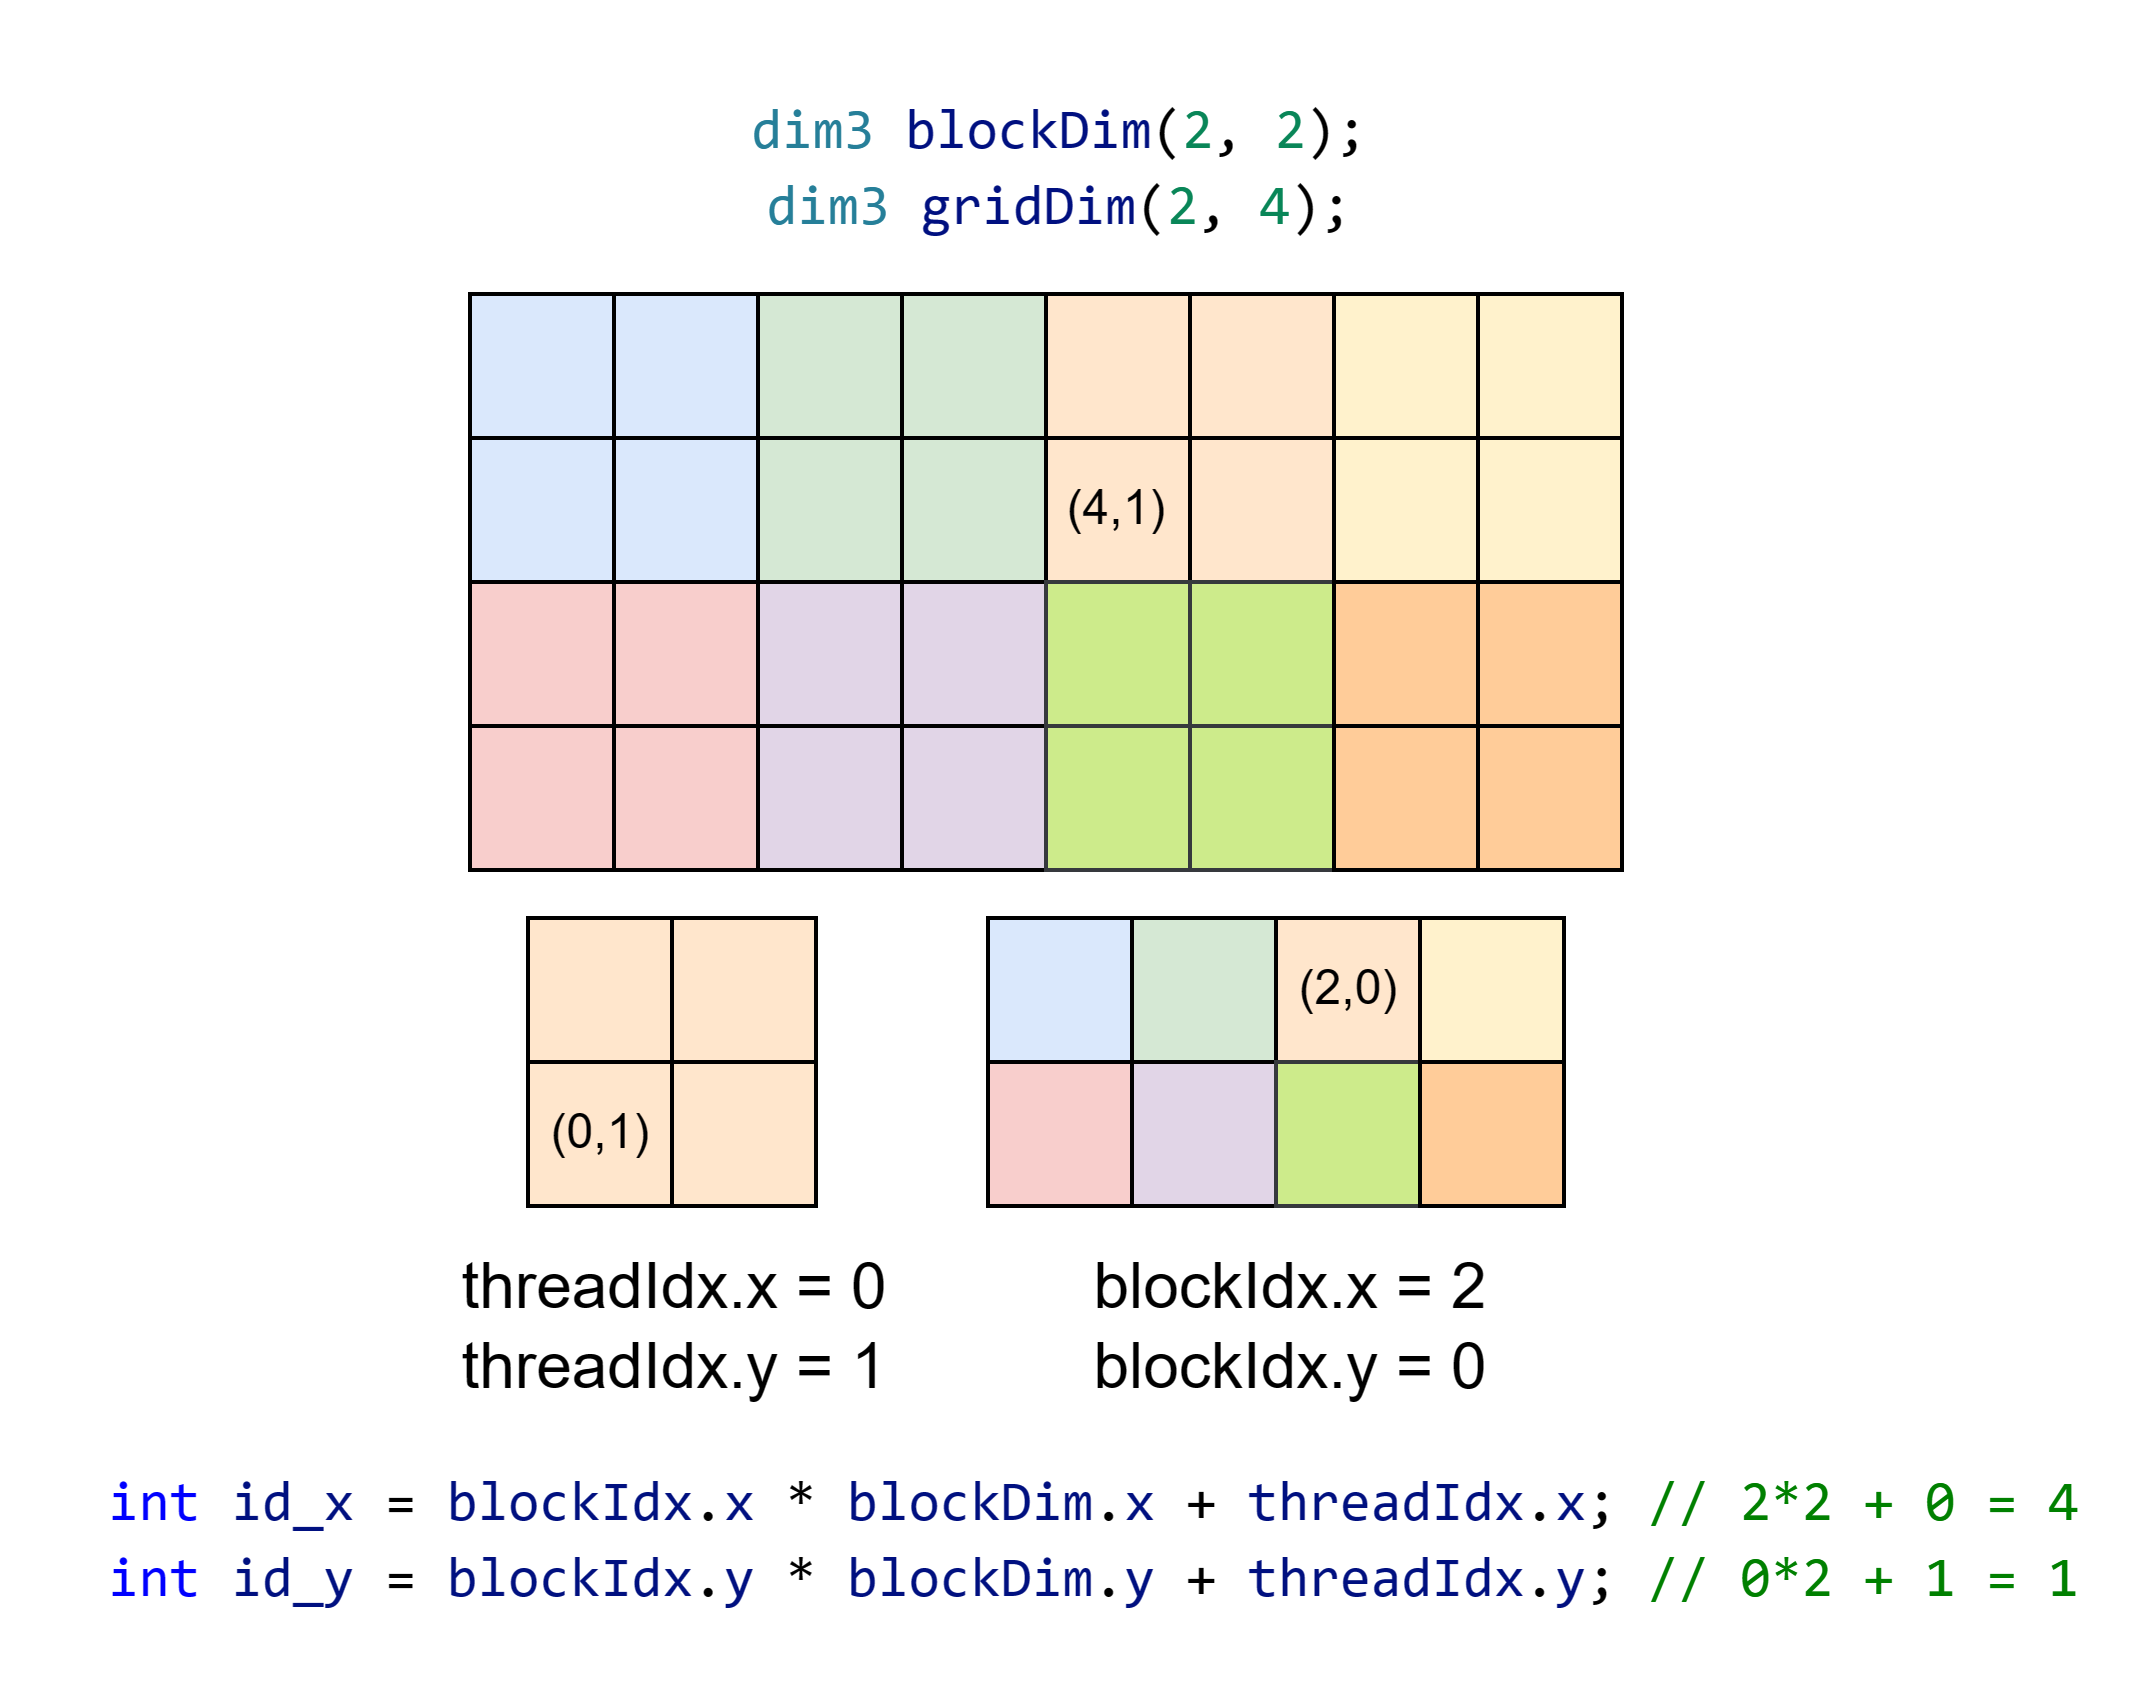 dim3 blockDim(2, 2);
dim3 gridDim(2, 4);
(4,1)
(2,0)
(0,1)
threadIdx.x = 0
threadIdx.y = 1
blockIdx.x = 2
blockIdx.y = 0
int id_x = blockIdx.x * blockDim.x + threadIdx.x; // 2*2 + 0 = 4
int id_y = blockIdx.y * blockDim.y + threadIdx.y; // 0*2 + 1 = 1